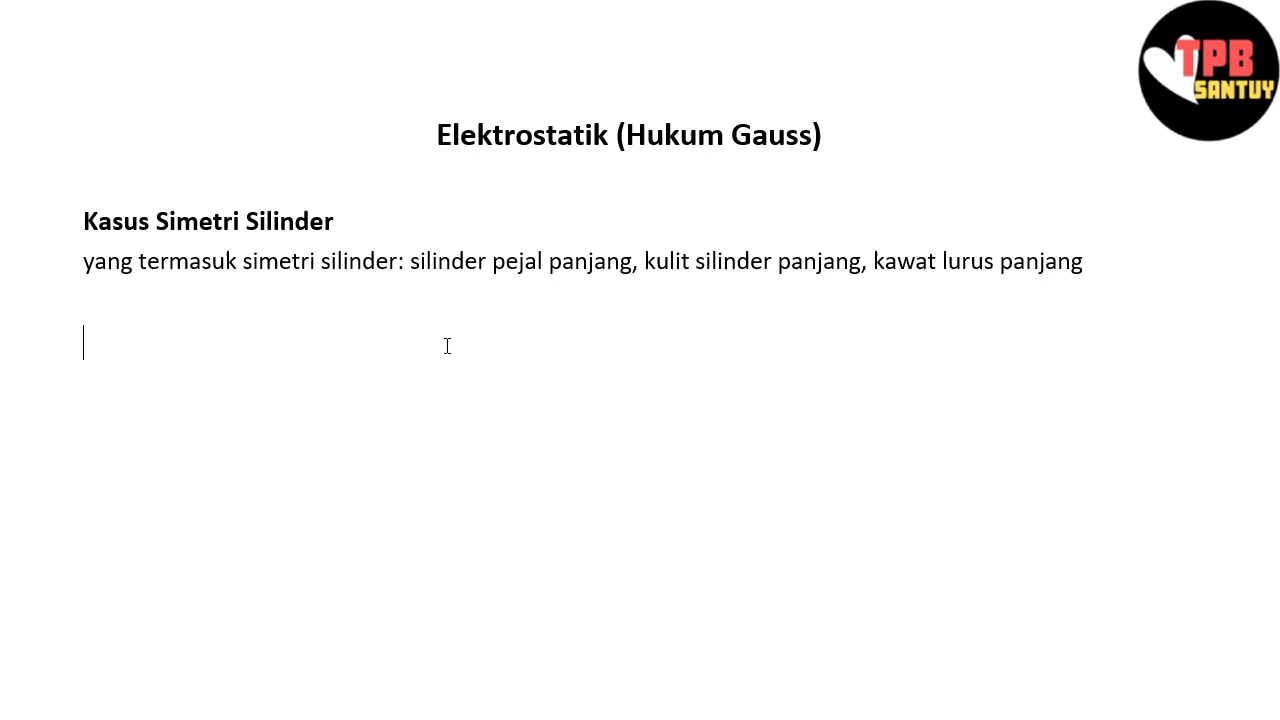 TPB
SANTUY
Elektrostatik (Hukum Gauss)
Kasus Simetri Silinder
yang termasuk simetri silinder: silinder pejal panjang, kulit silinder panjang, kawat lurus panjang